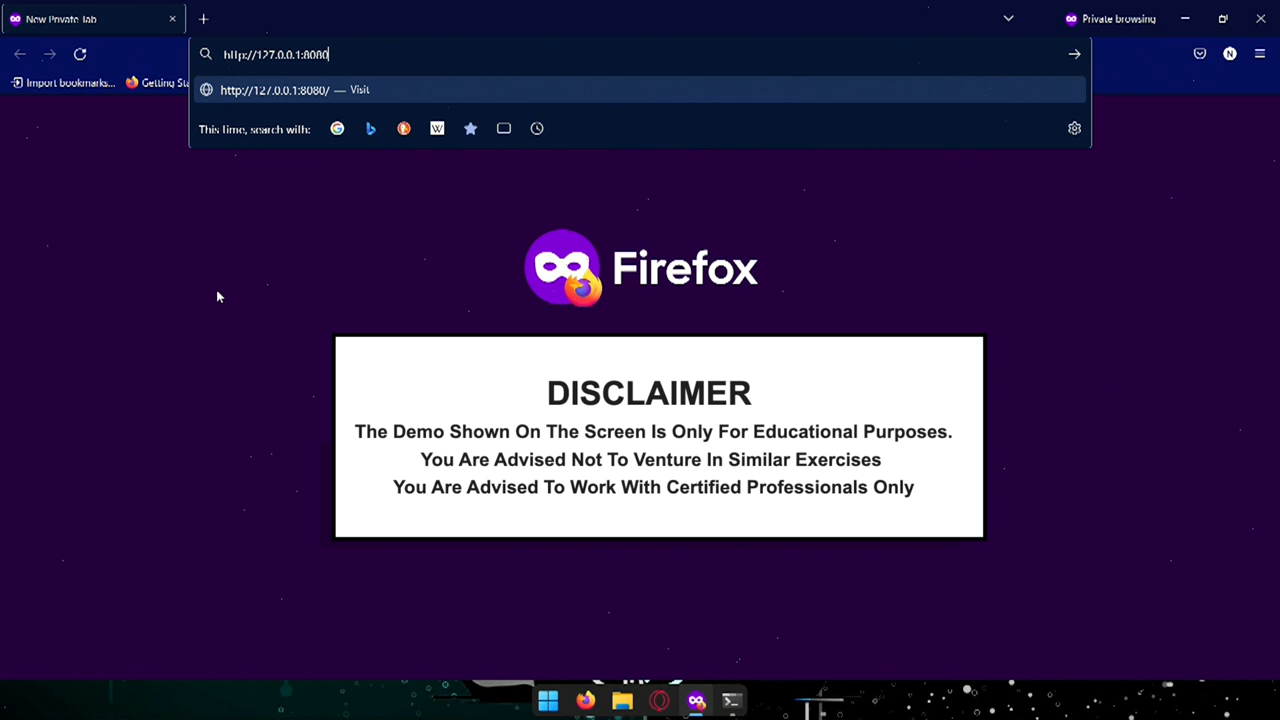 New Private Tab
Private browsing
http://127.0.0.1:8080
Import bookmarks...
Getting Sta
http://127.0.0.1:8080/ — Visit
This time, search with:
Firefox
DISCLAIMER
The Demo Shown On The Screen Is Only For Educational Purposes.
You Are Advised Not To Venture In Similar Exercises
You Are Advised To Work With Certified Professionals Only